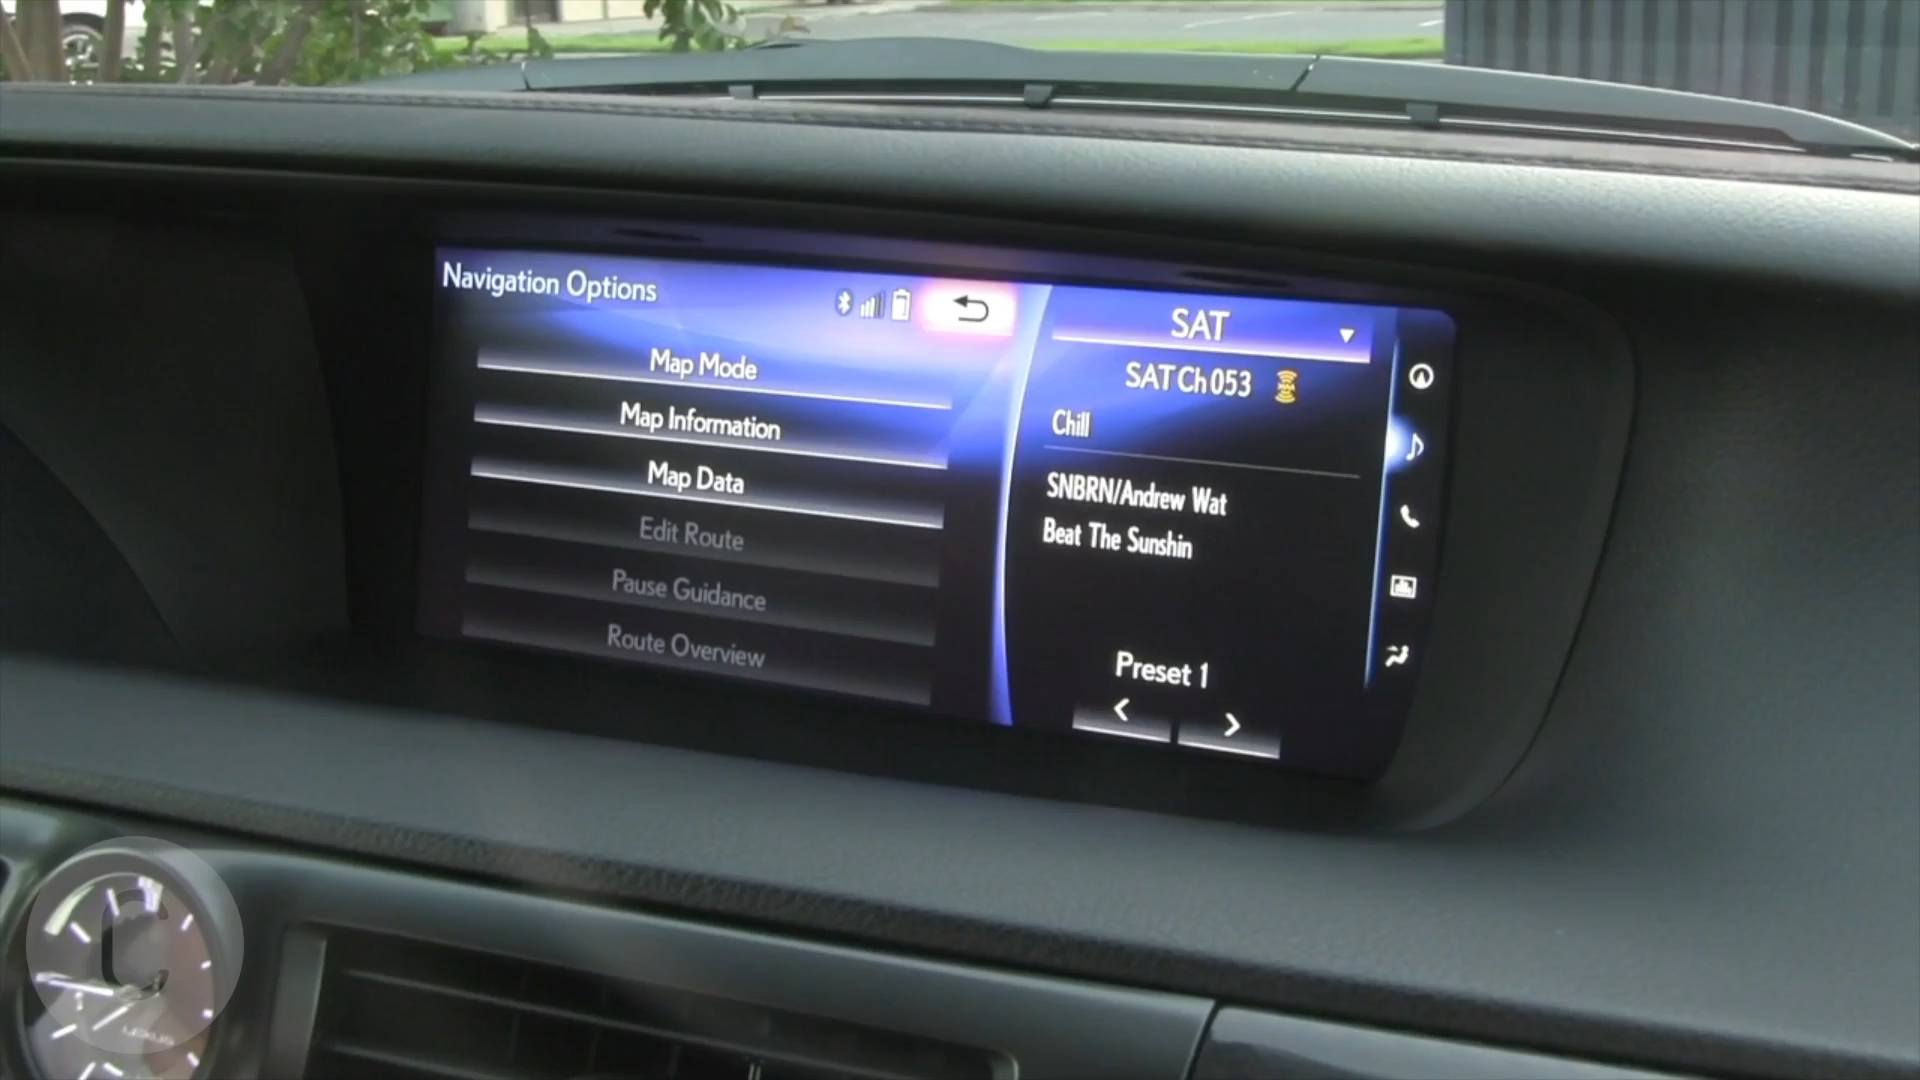 Navigation Options
Map Mode
Map Information
Map Data
Edit Route
Pause Guidance
Route Overview
SAT
SAT Ch 053
Chill
SNBRN/Andrew Wat
Beat The Sunshin
Preset 1
C
LEXUS